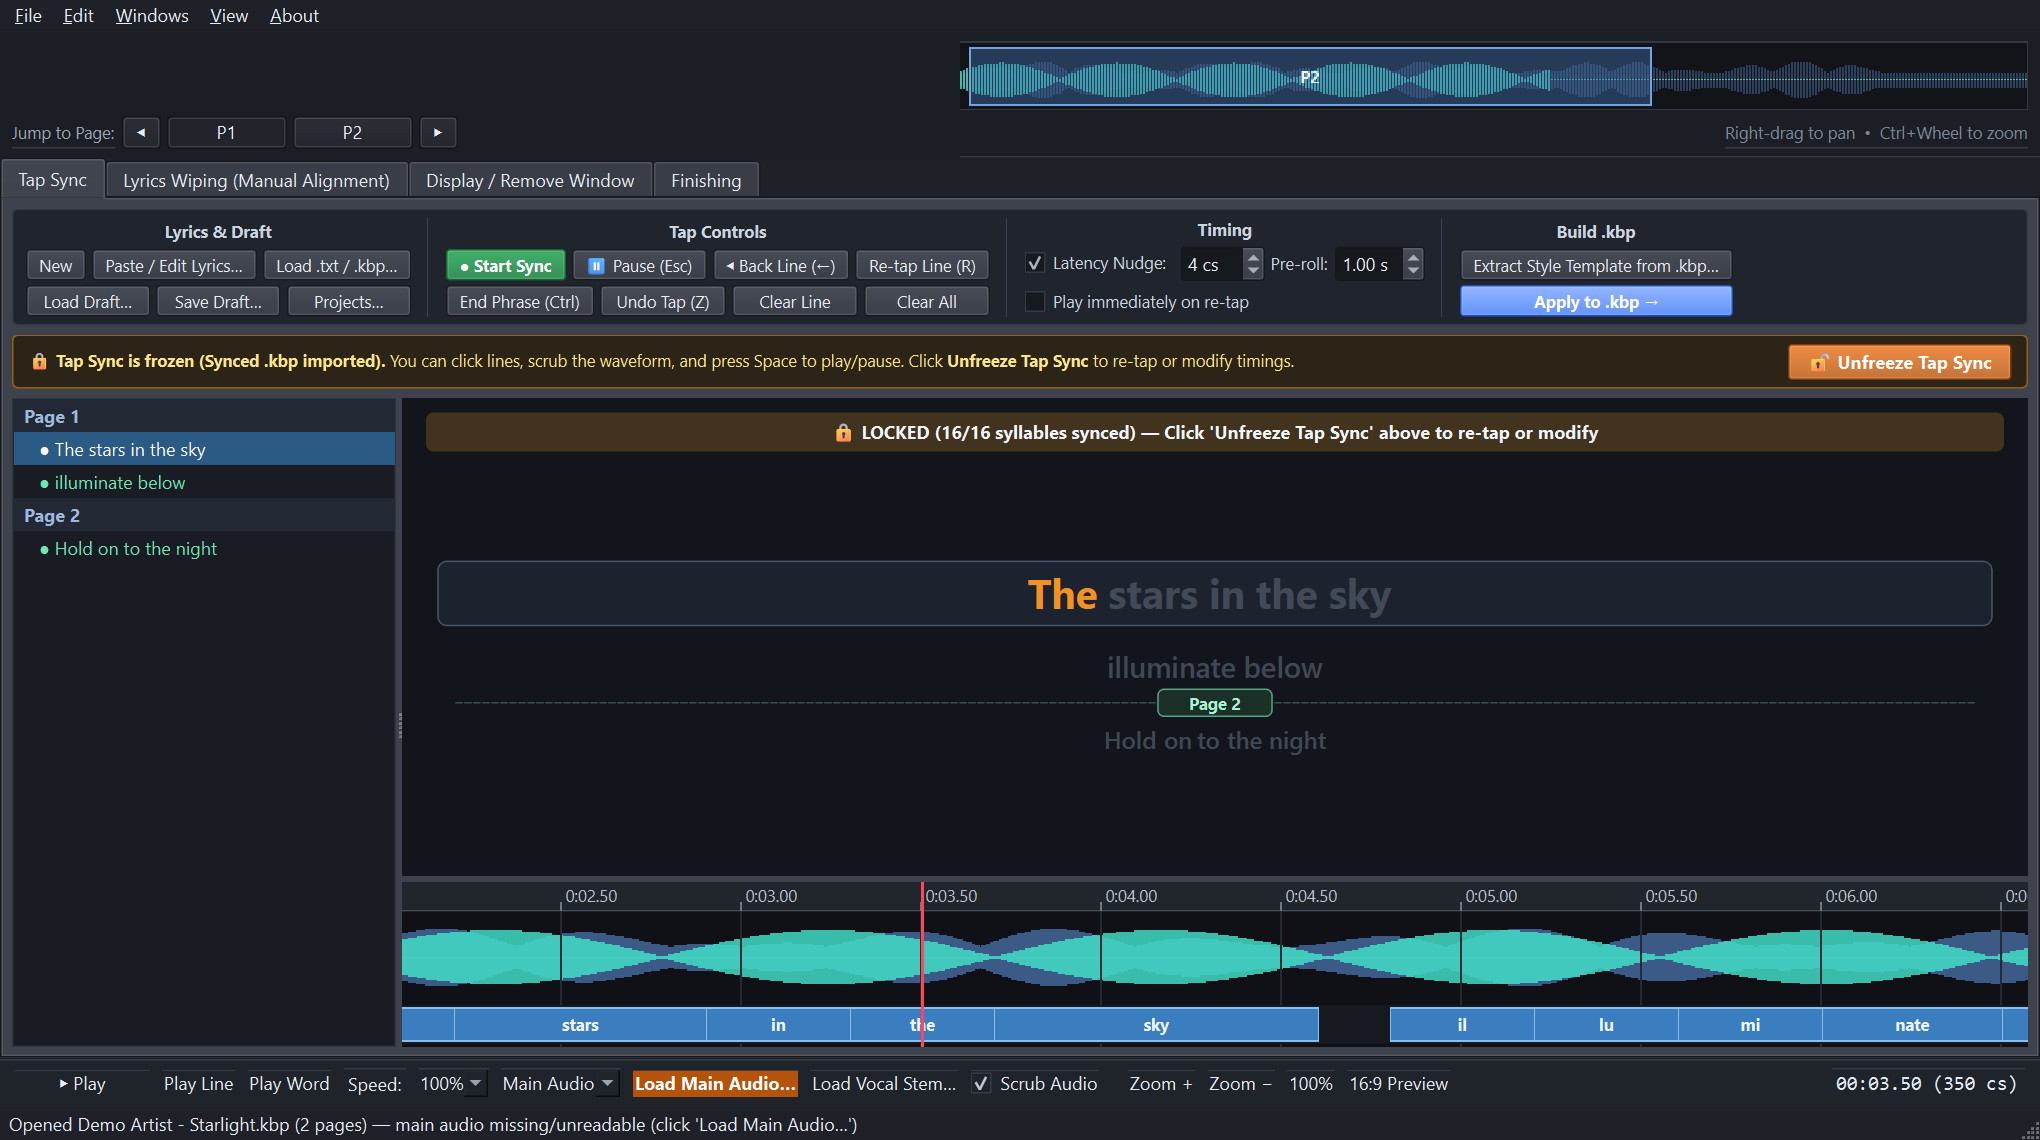 File Edit Windows View About
P2
Jump to Page: ◄ P1 P2 ► Right-drag to pan • Ctrl+Wheel to zoom
Tap Sync Lyrics Wiping (Manual Alignment) Display / Remove Window Finishing
Lyrics & Draft Tap Controls Timing Build .kbp
New Paste / Edit Lyrics... Load .txt / .kbp... ● Start Sync Pause (Esc) ◂ Back Line (←) Re-tap Line (R) Latency Nudge: 4 cs Pre-roll: 1.00 s Extract Style Template from .kbp...
Load Draft... Save Draft... Projects... End Phrase (Ctrl) Undo Tap (Z) Clear Line Clear All Play immediately on re-tap Apply to .kbp →
🔒 Tap Sync is frozen (Synced .kbp imported). You can click lines, scrub the waveform, and press Space to play/pause. Click Unfreeze Tap Sync to re-tap or modify timings. 🔓 Unfreeze Tap Sync
Page 1
● The stars in the sky
● illuminate below
Page 2
● Hold on to the night
🔒 LOCKED (16/16 syllables synced) — Click 'Unfreeze Tap Sync' above to re-tap or modify
The stars in the sky
illuminate below
Page 2
Hold on to the night
0:02.50 0:03.00 0:03.50 0:04.00 0:04.50 0:05.00 0:05.50 0:06.00 0:0
stars in the sky il lu mi nate
▸ Play Play Line Play Word Speed: 100% Main Audio Load Main Audio... Load Vocal Stem... Scrub Audio Zoom + Zoom − 100% 16:9 Preview 00:03.50 (350 cs)
Opened Demo Artist - Starlight.kbp (2 pages) — main audio missing/unreadable (click 'Load Main Audio...')